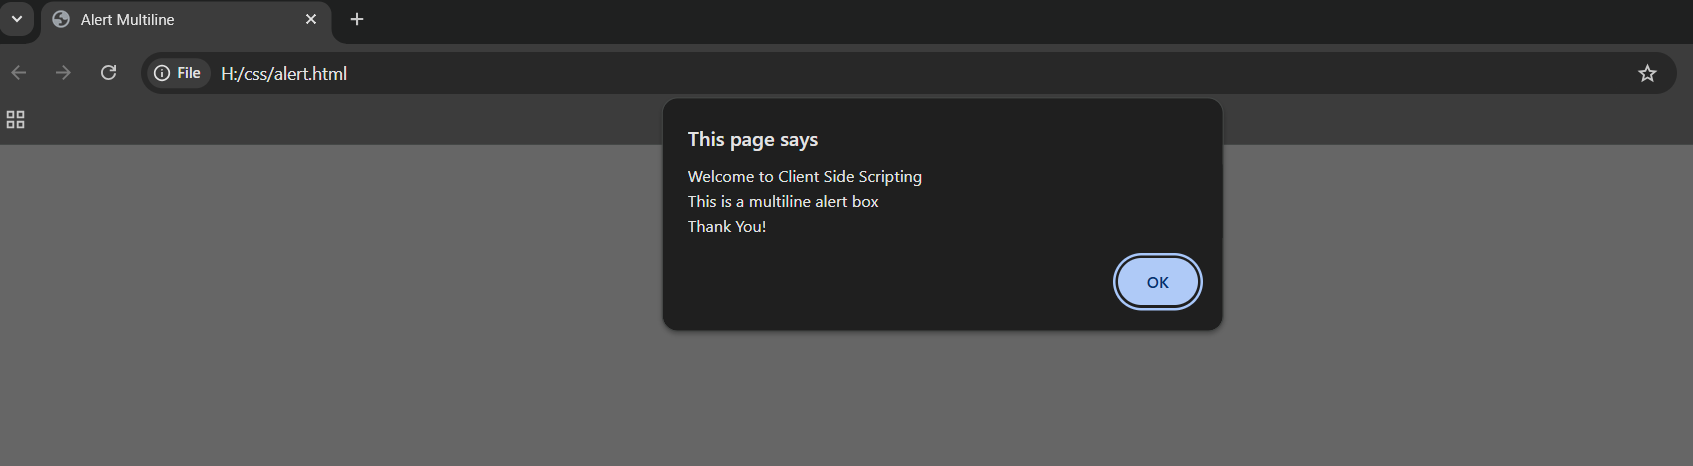 Alert Multiline
File H:/css/alert.html
This page says
Welcome to Client Side Scripting
This is a multiline alert box
Thank You!
OK